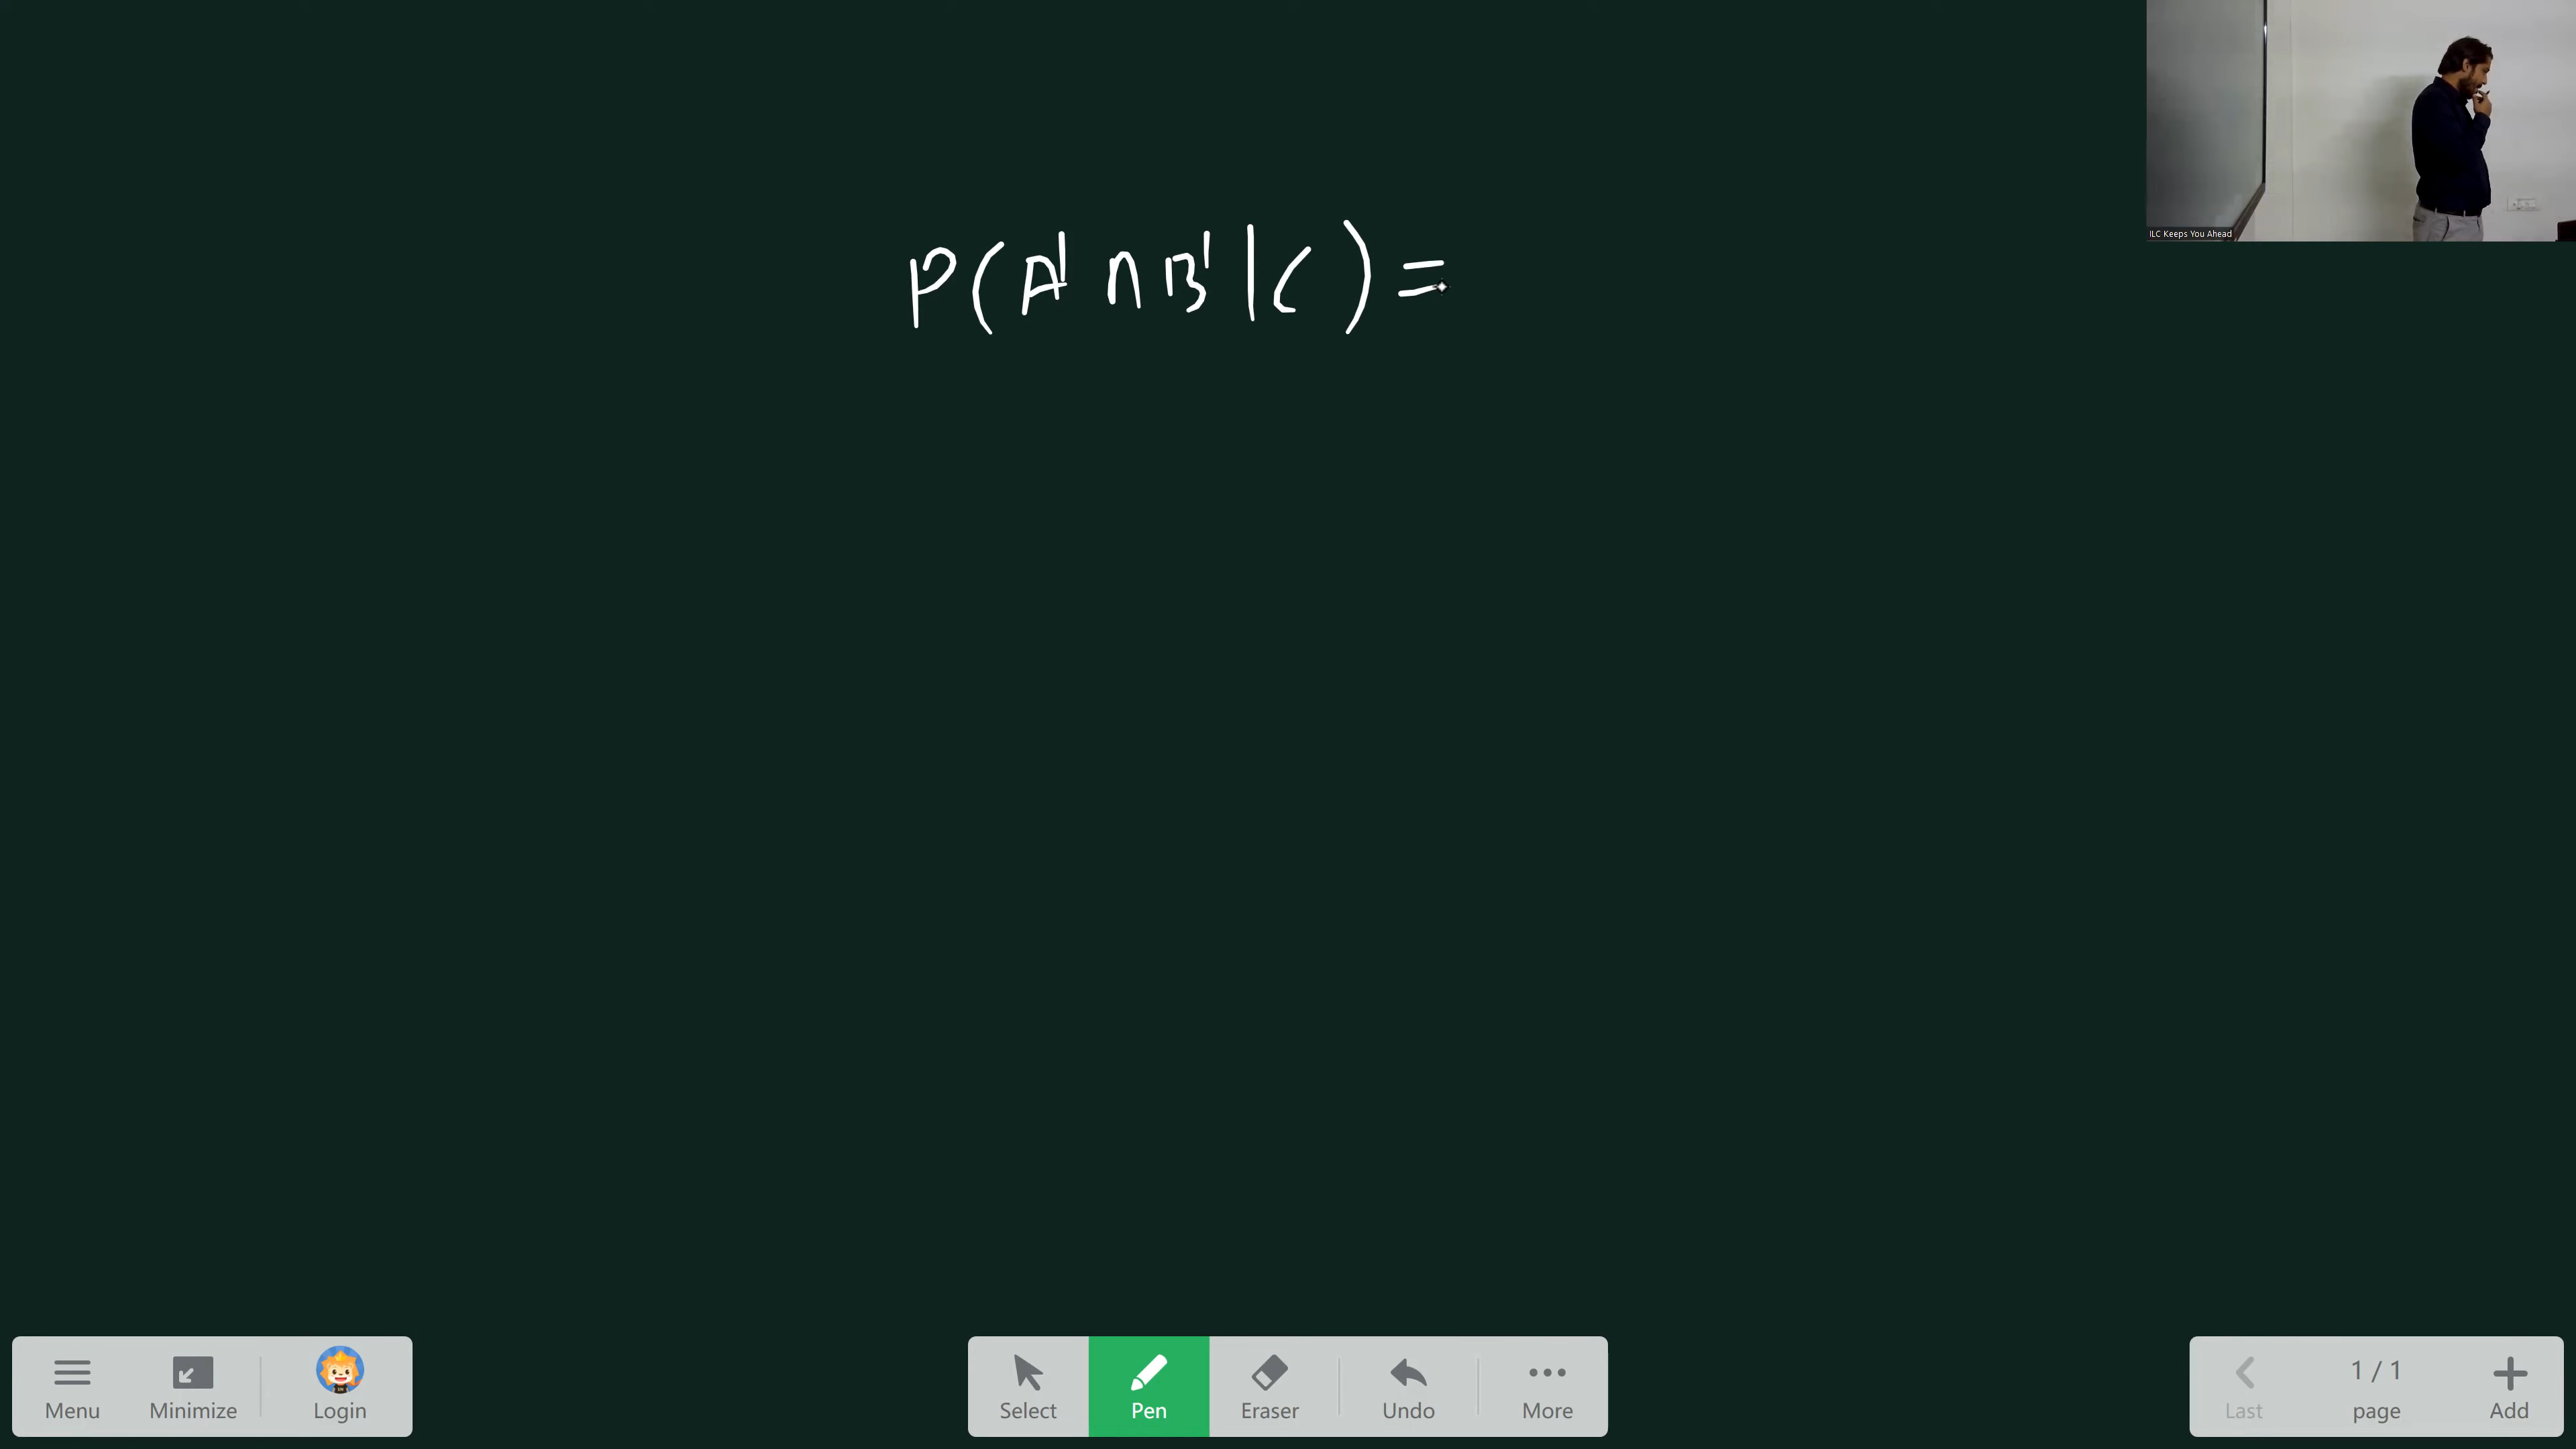 ILC Keeps You Ahead
P(A' ∩ B' | C) =
Menu
Minimize
Login
Select
Pen
Eraser
Undo
More
Last
1 / 1
page
Add